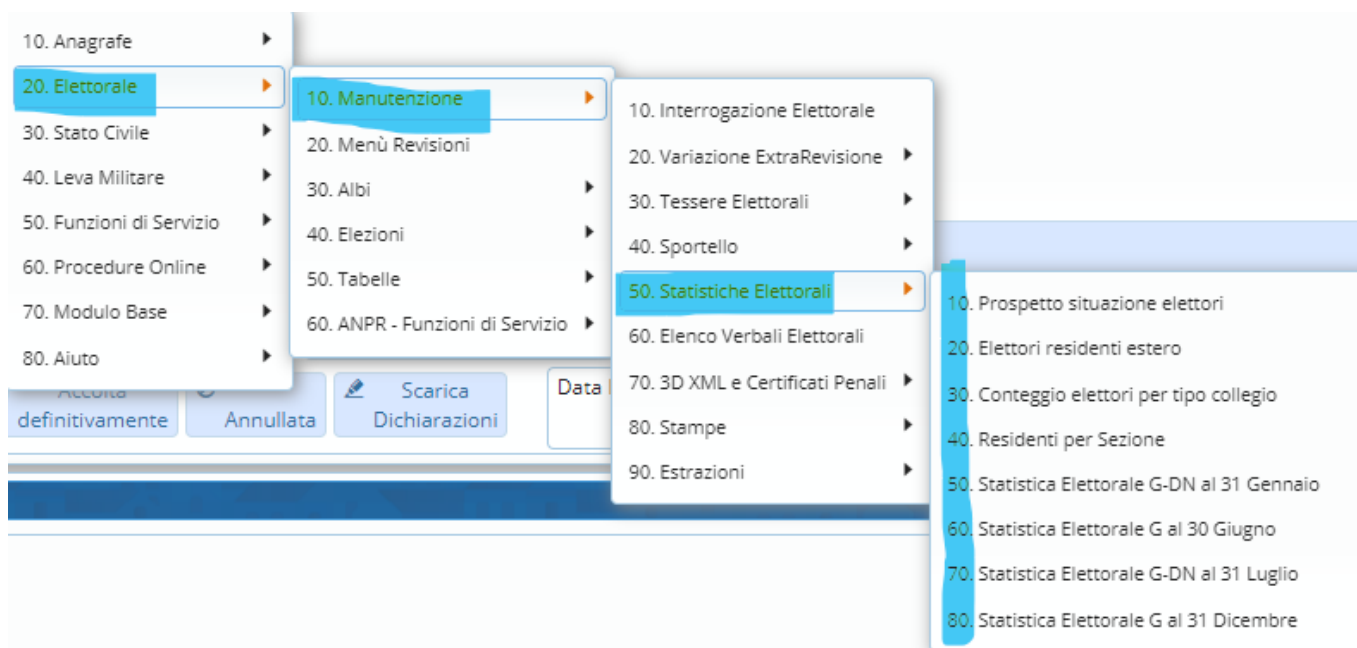 10. Anagrafe
20. Elettorale
30. Stato Civile
40. Leva Militare
50. Funzioni di Servizio
60. Procedure Online
70. Modulo Base
80. Aiuto
10. Manutenzione
20. Menù Revisioni
30. Albi
40. Elezioni
50. Tabelle
60. ANPR - Funzioni di Servizio
10. Interrogazione Elettorale
20. Variazione ExtraRevisione
30. Tessere Elettorali
40. Sportello
50. Statistiche Elettorali
60. Elenco Verbali Elettorali
70. 3D XML e Certificati Penali
80. Stampe
90. Estrazioni
10. Prospetto situazione elettori
20. Elettori residenti estero
30. Conteggio elettori per tipo collegio
40. Residenti per Sezione
50. Statistica Elettorale G-DN al 31 Gennaio
60. Statistica Elettorale G al 30 Giugno
70. Statistica Elettorale G-DN al 31 Luglio
80. Statistica Elettorale G al 31 Dicembre
definitivamente
Annullata
Scarica
Dichiarazioni
Data